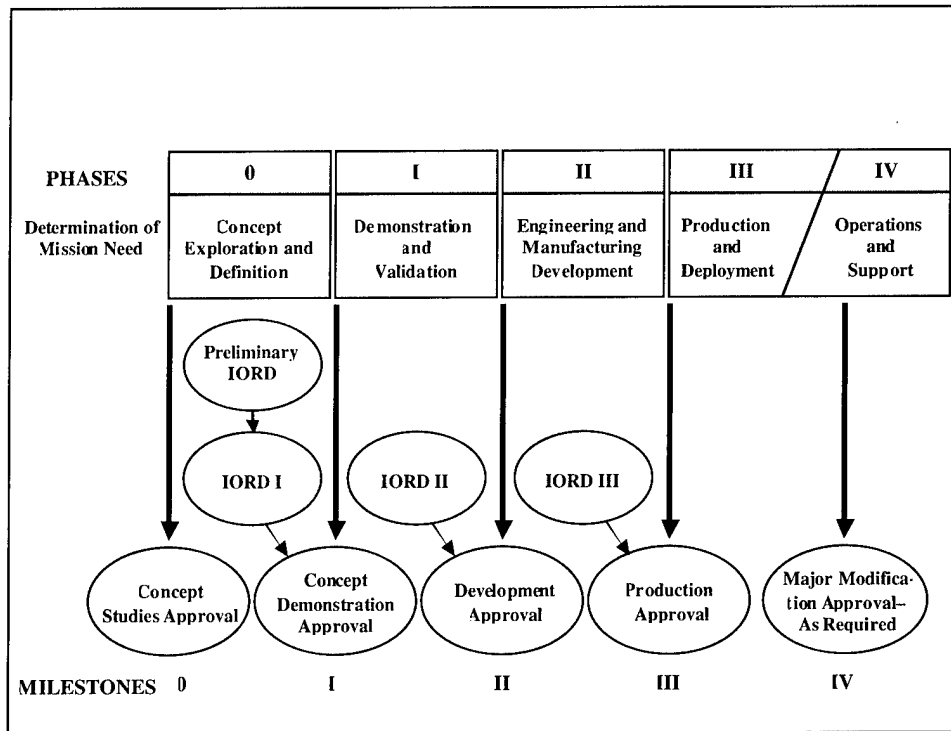 PHASES
0
I
II
III
IV
Determination of
Mission Need
Concept
Exploration and
Definition
Demonstration
and
Validation
Engineering and
Manufacturing
Development
Production
and
Deployment
Operations
and
Support
Preliminary
IORD
IORD I
IORD II
IORD III
Concept
Studies Approval
Concept
Demonstration
Approval
Development
Approval
Production
Approval
Major Modifica-
tion Approval--
As Required
MILESTONES
0
I
II
III
IV